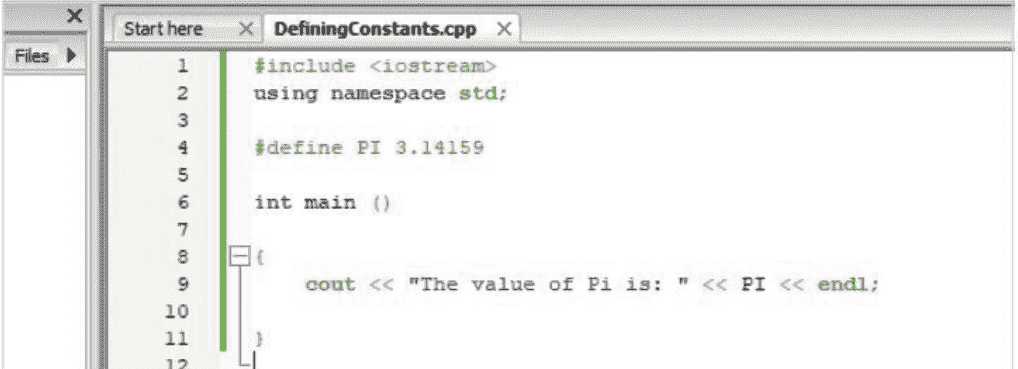 Start here DefiningConstants.cpp
Files
1 #include <iostream>
2 using namespace std;
3
4 #define PI 3.14159
5
6 int main ()
7
8 {
9 cout << "The value of Pi is: " << PI << endl;
10
11 }
12